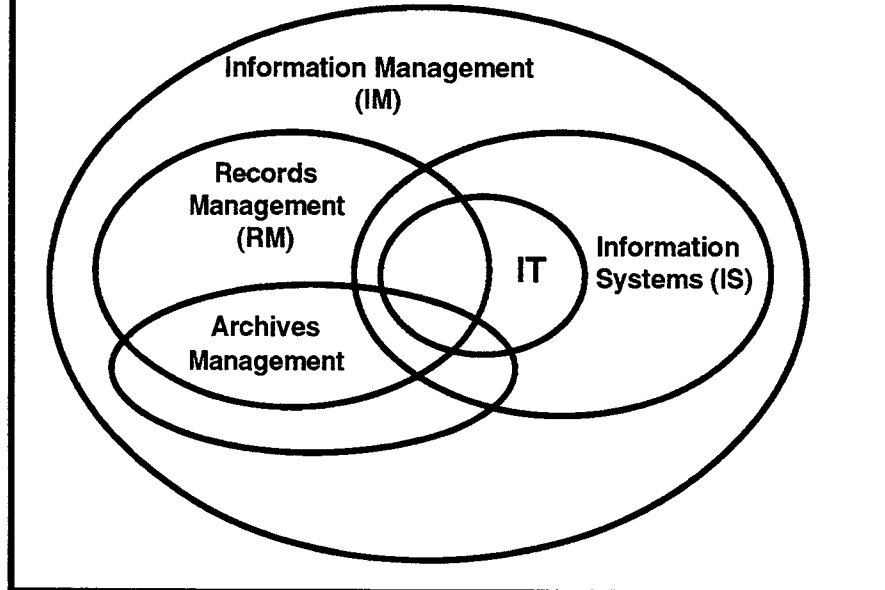 Information Management
(IM)
Records
Management
(RM)
IT
Information
Systems (IS)
Archives
Management